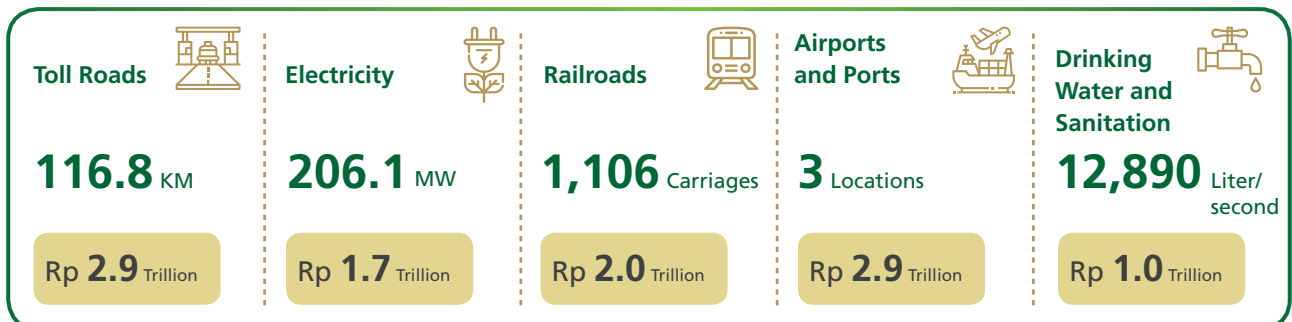 Toll Roads
116.8 KM
Rp 2.9 Trillion
Electricity
206.1 MW
Rp 1.7 Trillion
Railroads
1,106 Carriages
Rp 2.0 Trillion
Airports
and Ports
3 Locations
Rp 2.9 Trillion
Drinking
Water and
Sanitation
12,890 Liter/
second
Rp 1.0 Trillion